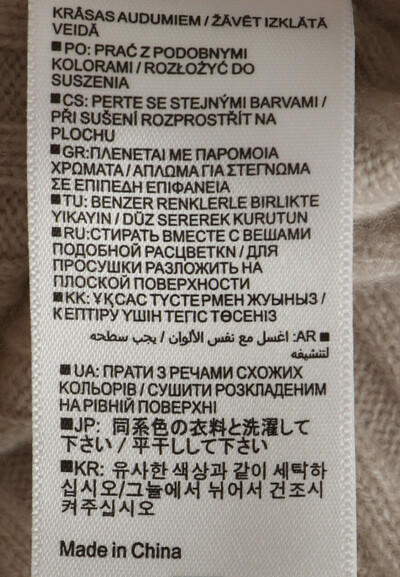 KRĀSAS AUDUMIEM / ŽĀVĒT IZKLĀTĀ
VEIDĀ
■PO: PRAĆ Z PODOBNYMI
KOLORAMI / ROZŁOŻYĆ DO
SUSZENIA
■CS: PERTE SE STEJNÝMI BARVAMI /
PŘI SUŠENÍ ROZPROSTŘÍT NA
PLOCHU
■GR:ΠΛΕΝΕΤΑΙ ΜΕ ΠΑΡΟΜΟΙΑ
ΧΡΩΜΑΤΑ / ΑΠΛΩΜΑ ΓΙΑ ΣΤΕΓΝΩΜΑ
ΣΕ ΕΠΙΠΕΔΗ ΕΠΙΦΑΝΕΙΑ
■TU: BENZER RENKLERLE BIRLIKTE
YIKAYIN / DÜZ SEREREK KURUTUN
■RU:СТИРАТЬ ВМЕСТЕ С ВЕЩАМИ
ПОДОБНОЙ РАСЦВЕТКN / ДЛЯ
ПРОСУШКИ РАЗЛОЖИТЬ НА
ПЛОСКОЙ ПОВЕРХНОСТИ
■KK: ҰҚСАС ТҮСТЕРМЕН ЖУЫНЫЗ /
КЕПТІРУ ҮШІН ТЕГІС ТӨСЕНІЗ
■ AR: اغسل مع نفس الألوان / يجب سطحه
لتنشيفه
■UA: ПРАТИ З РЕЧАМИ СХОЖИХ
КОЛЬОРІВ / СУШИТИ РОЗКЛАДЕНИМ
НА РІВНІЙ ПОВЕРХНІ
■JP: 同系色の衣料と洗濯して
下さい / 平干しして下さい
■KR: 유사한 색상과 같이 세탁하
십시오/그늘에서 뉘어서 건조시
켜주십시오
Made in China